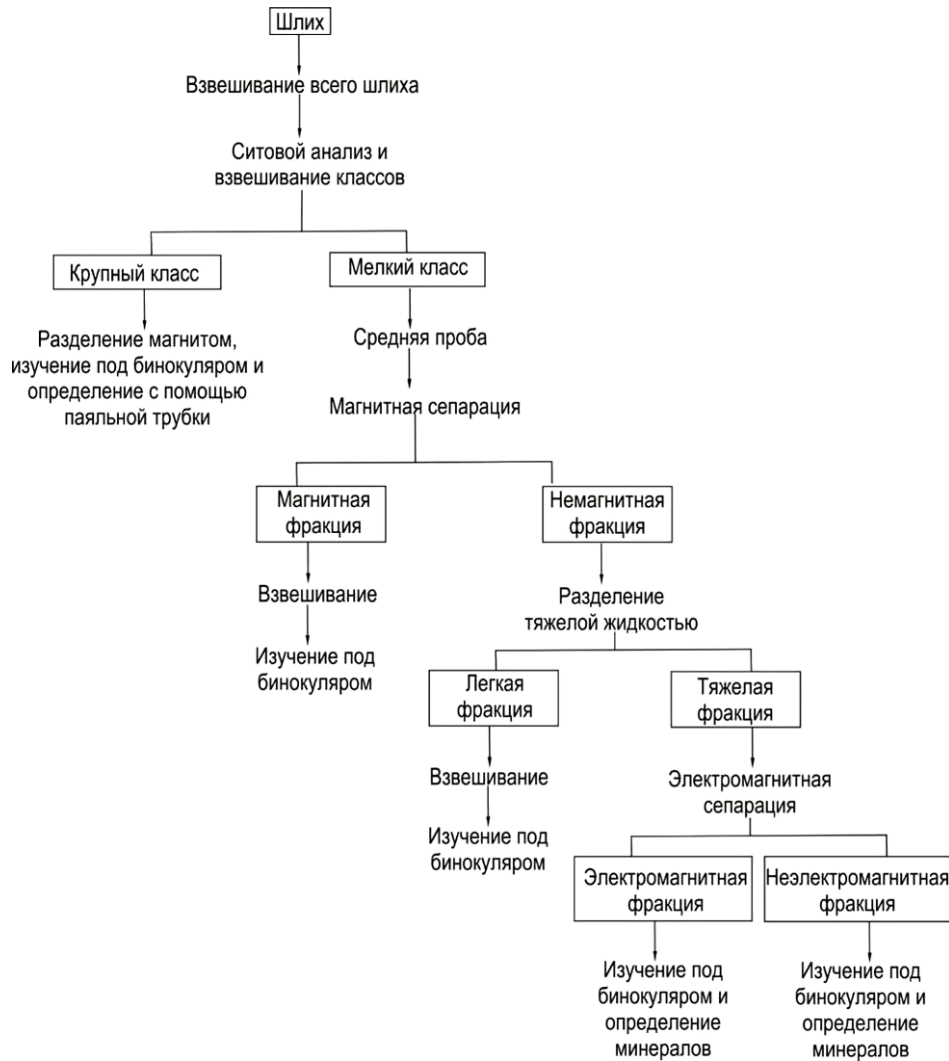 Шлих
Взвешивание всего шлиха
Ситовой анализ и
взвешивание классов
Крупный класс
Мелкий класс
Разделение магнитом,
изучение под бинокуляром и
определение с помощью
паяльной трубки
Средняя проба
Магнитная сепарация
Магнитная
фракция
Немагнитная
фракция
Взвешивание
Изучение под
бинокуляром
Разделение
тяжелой жидкостью
Легкая
фракция
Тяжелая
фракция
Взвешивание
Изучение под
бинокуляром
Электромагнитная
сепарация
Электромагнитная
фракция
Неэлектромагнитная
фракция
Изучение под
бинокуляром и
определение
минералов
Изучение под
бинокуляром и
определение
минералов